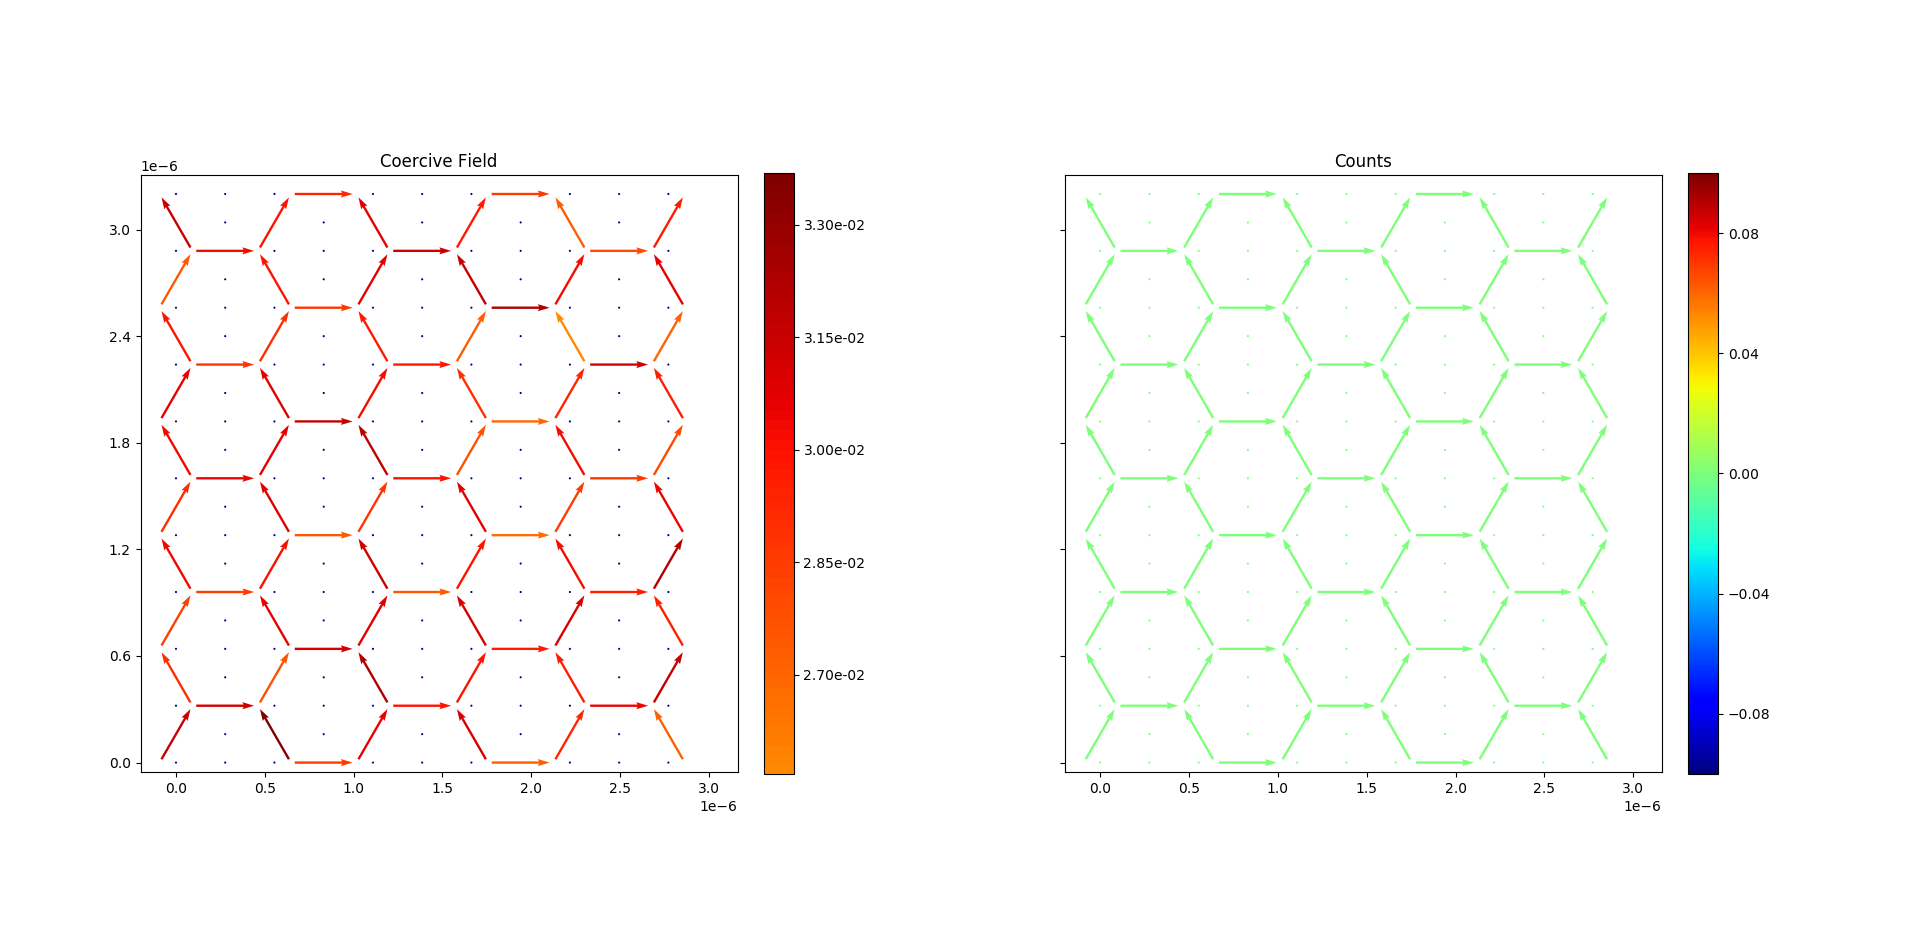 Coercive Field
1e−6
3.0
2.4
1.8
1.2
0.6
0.0
0.0 0.5 1.0 1.5 2.0 2.5 3.0
1e−6
3.30e-02
3.15e-02
3.00e-02
2.85e-02
2.70e-02
Counts
0.0 0.5 1.0 1.5 2.0 2.5 3.0
1e−6
0.08
0.04
0.00
−0.04
−0.08